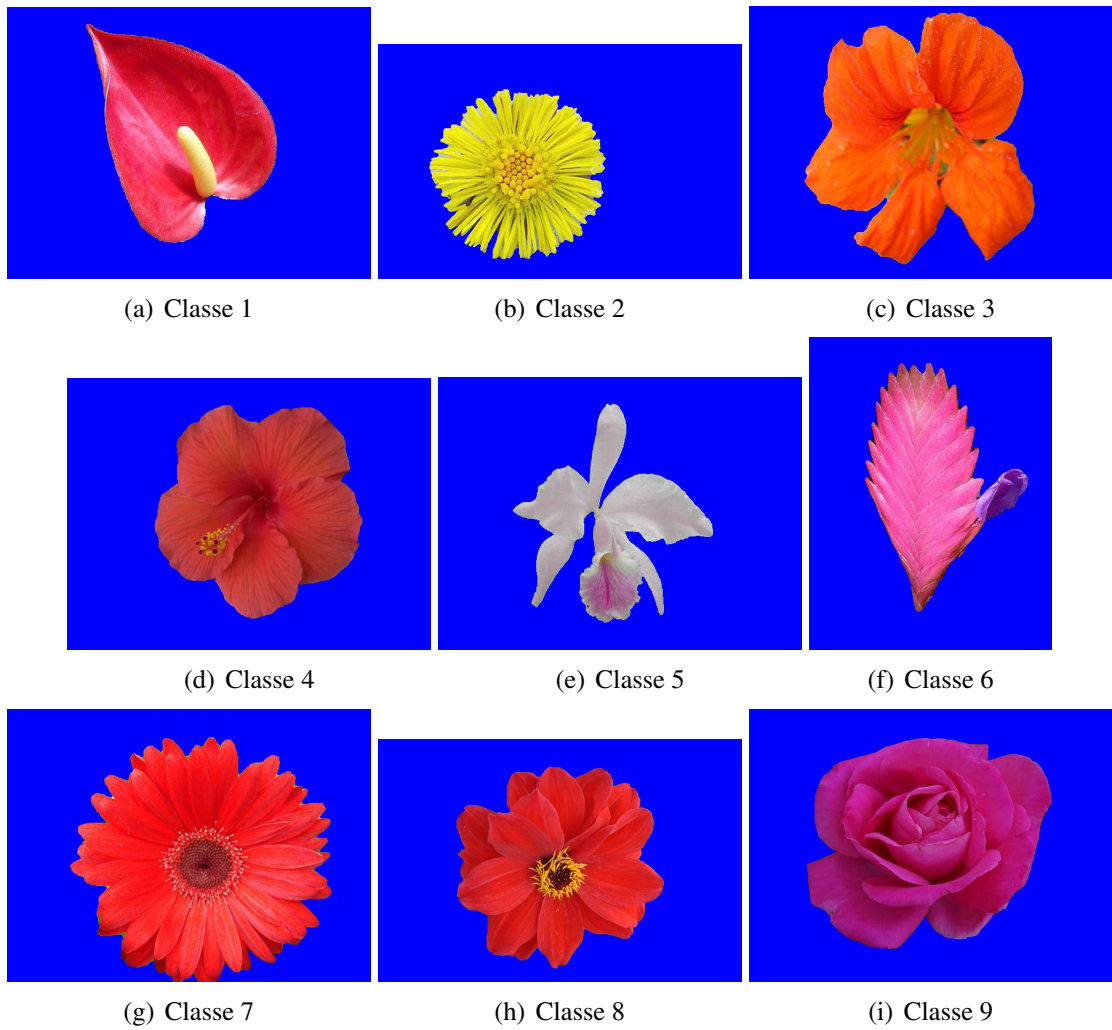 (a) Classe 1
(b) Classe 2
(c) Classe 3
(d) Classe 4
(e) Classe 5
(f) Classe 6
(g) Classe 7
(h) Classe 8
(i) Classe 9